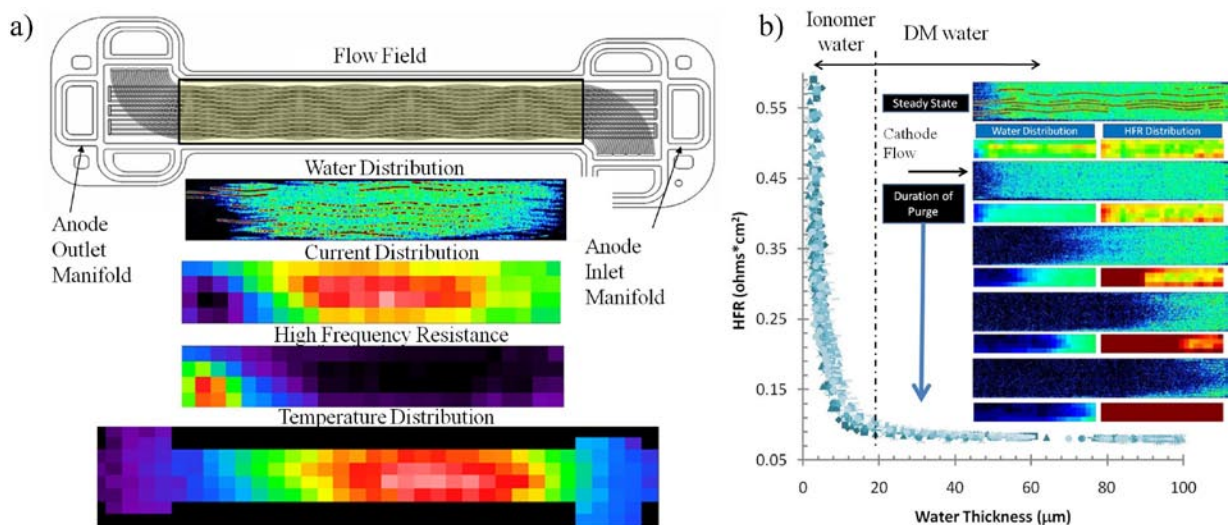 a)
Flow Field
Water Distribution
Anode
Outlet
Manifold
Anode
Inlet
Manifold
Current Distribution
High Frequency Resistance
Temperature Distribution
b)
Ionomer
water
DM water
Steady State
Water Distribution
HFR Distribution
Cathode
Flow
Duration of
Purge
HFR (ohms*cm²)
0.55
0.45
0.35
0.25
0.15
0.05
0
20
40
60
80
100
Water Thickness (μm)